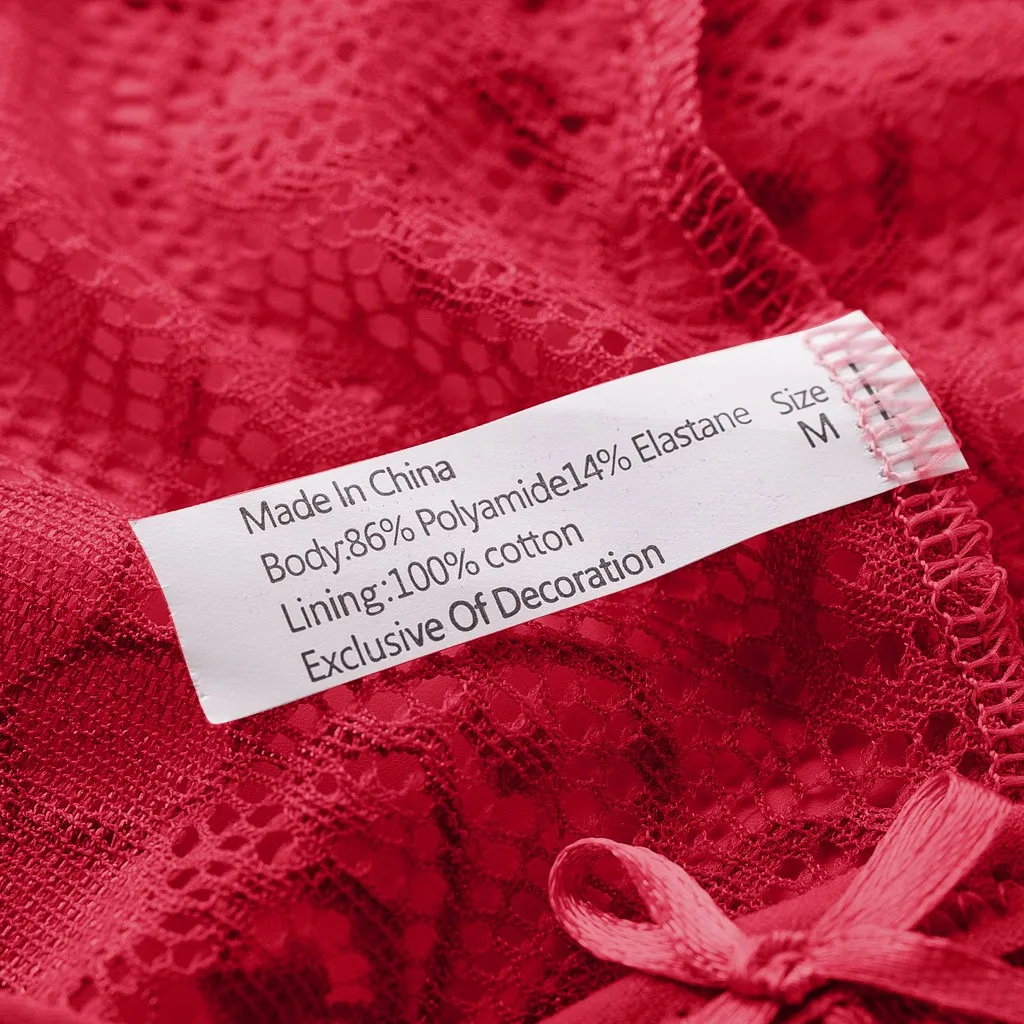 Made In China
Body:86% Polyamide14% Elastane
Lining:100% cotton
Exclusive Of Decoration
Size
M